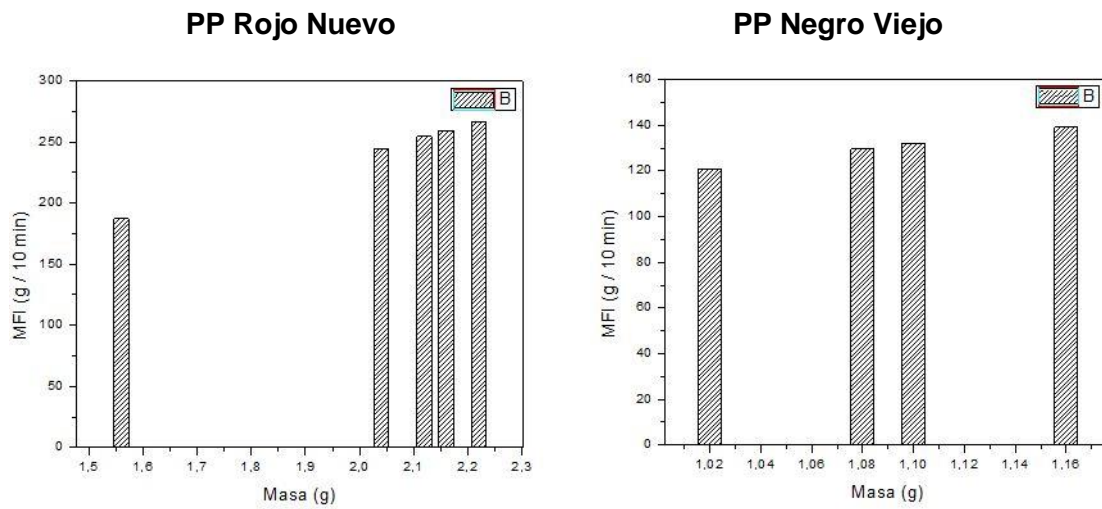 PP Rojo Nuevo
300
250
200
150
100
50
0
MFI (g / 10 min)
B
1,5 1,6 1,7 1,8 1,9 2,0 2,1 2,2 2,3
Masa (g)
PP Negro Viejo
160
140
120
100
80
60
40
20
0
MFI (g / 10 min)
B
1,02 1,04 1,06 1,08 1,10 1,12 1,14 1,16
Masa (g)